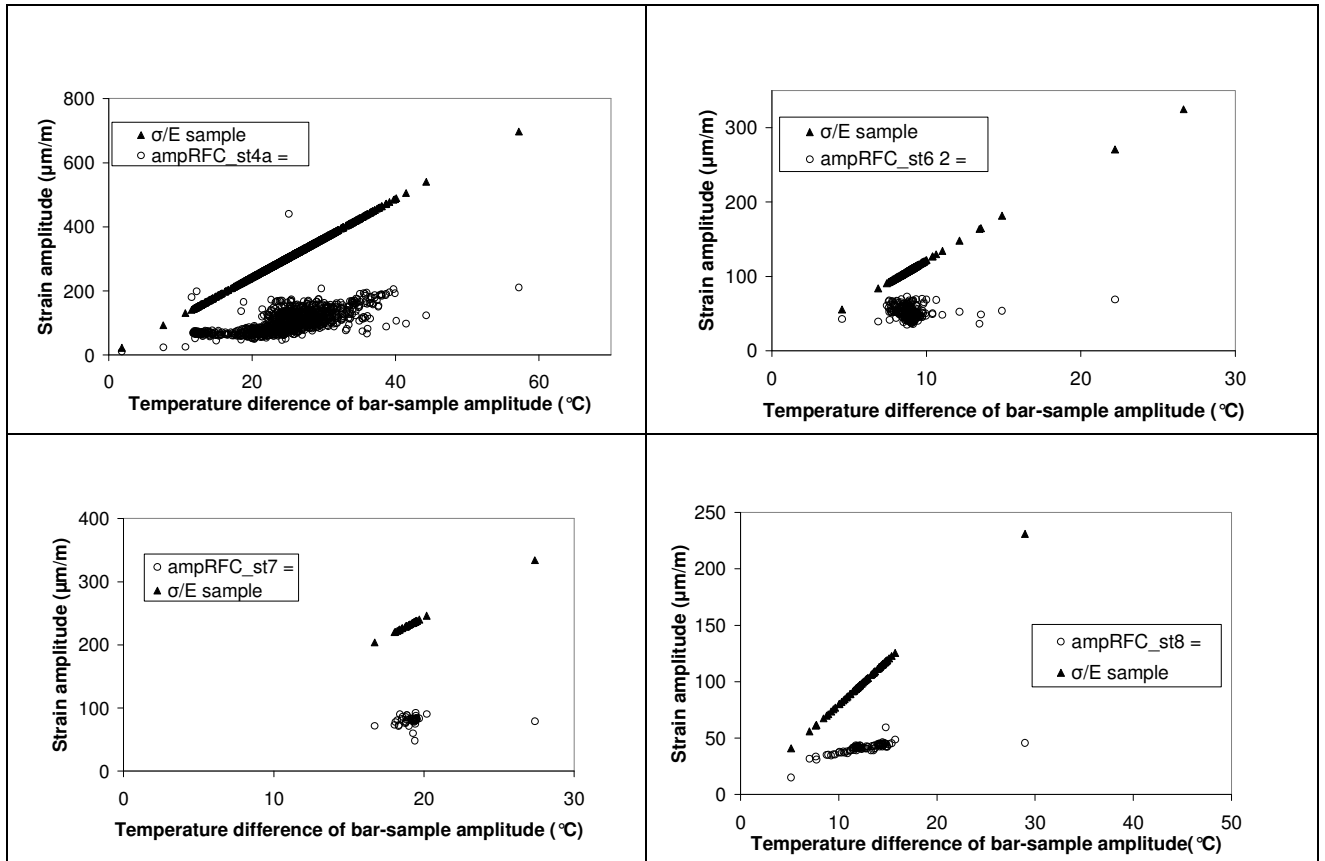 800
600
400
200
0
Strain amplitude (µm/m)
σ/E sample
ampRFC_st4a =
0 20 40 60
Temperature diference of bar-sample amplitude (°C)
300
200
100
0
Strain amplitude (µm/m)
σ/E sample
ampRFC_st6 2 =
0 10 20 30
Temperature difference of bar-sample amplitude (°C)
400
300
200
100
0
Strain amplitude (µm/m)
ampRFC_st7 =
σ/E sample
0 10 20 30
Temperature difference of bar-sample amplitude (°C)
250
200
150
100
50
0
Strain amplitude (µm/m)
ampRFC_st8 =
σ/E sample
0 10 20 30 40 50
Temperature difference of bar-sample amplitude(°C)